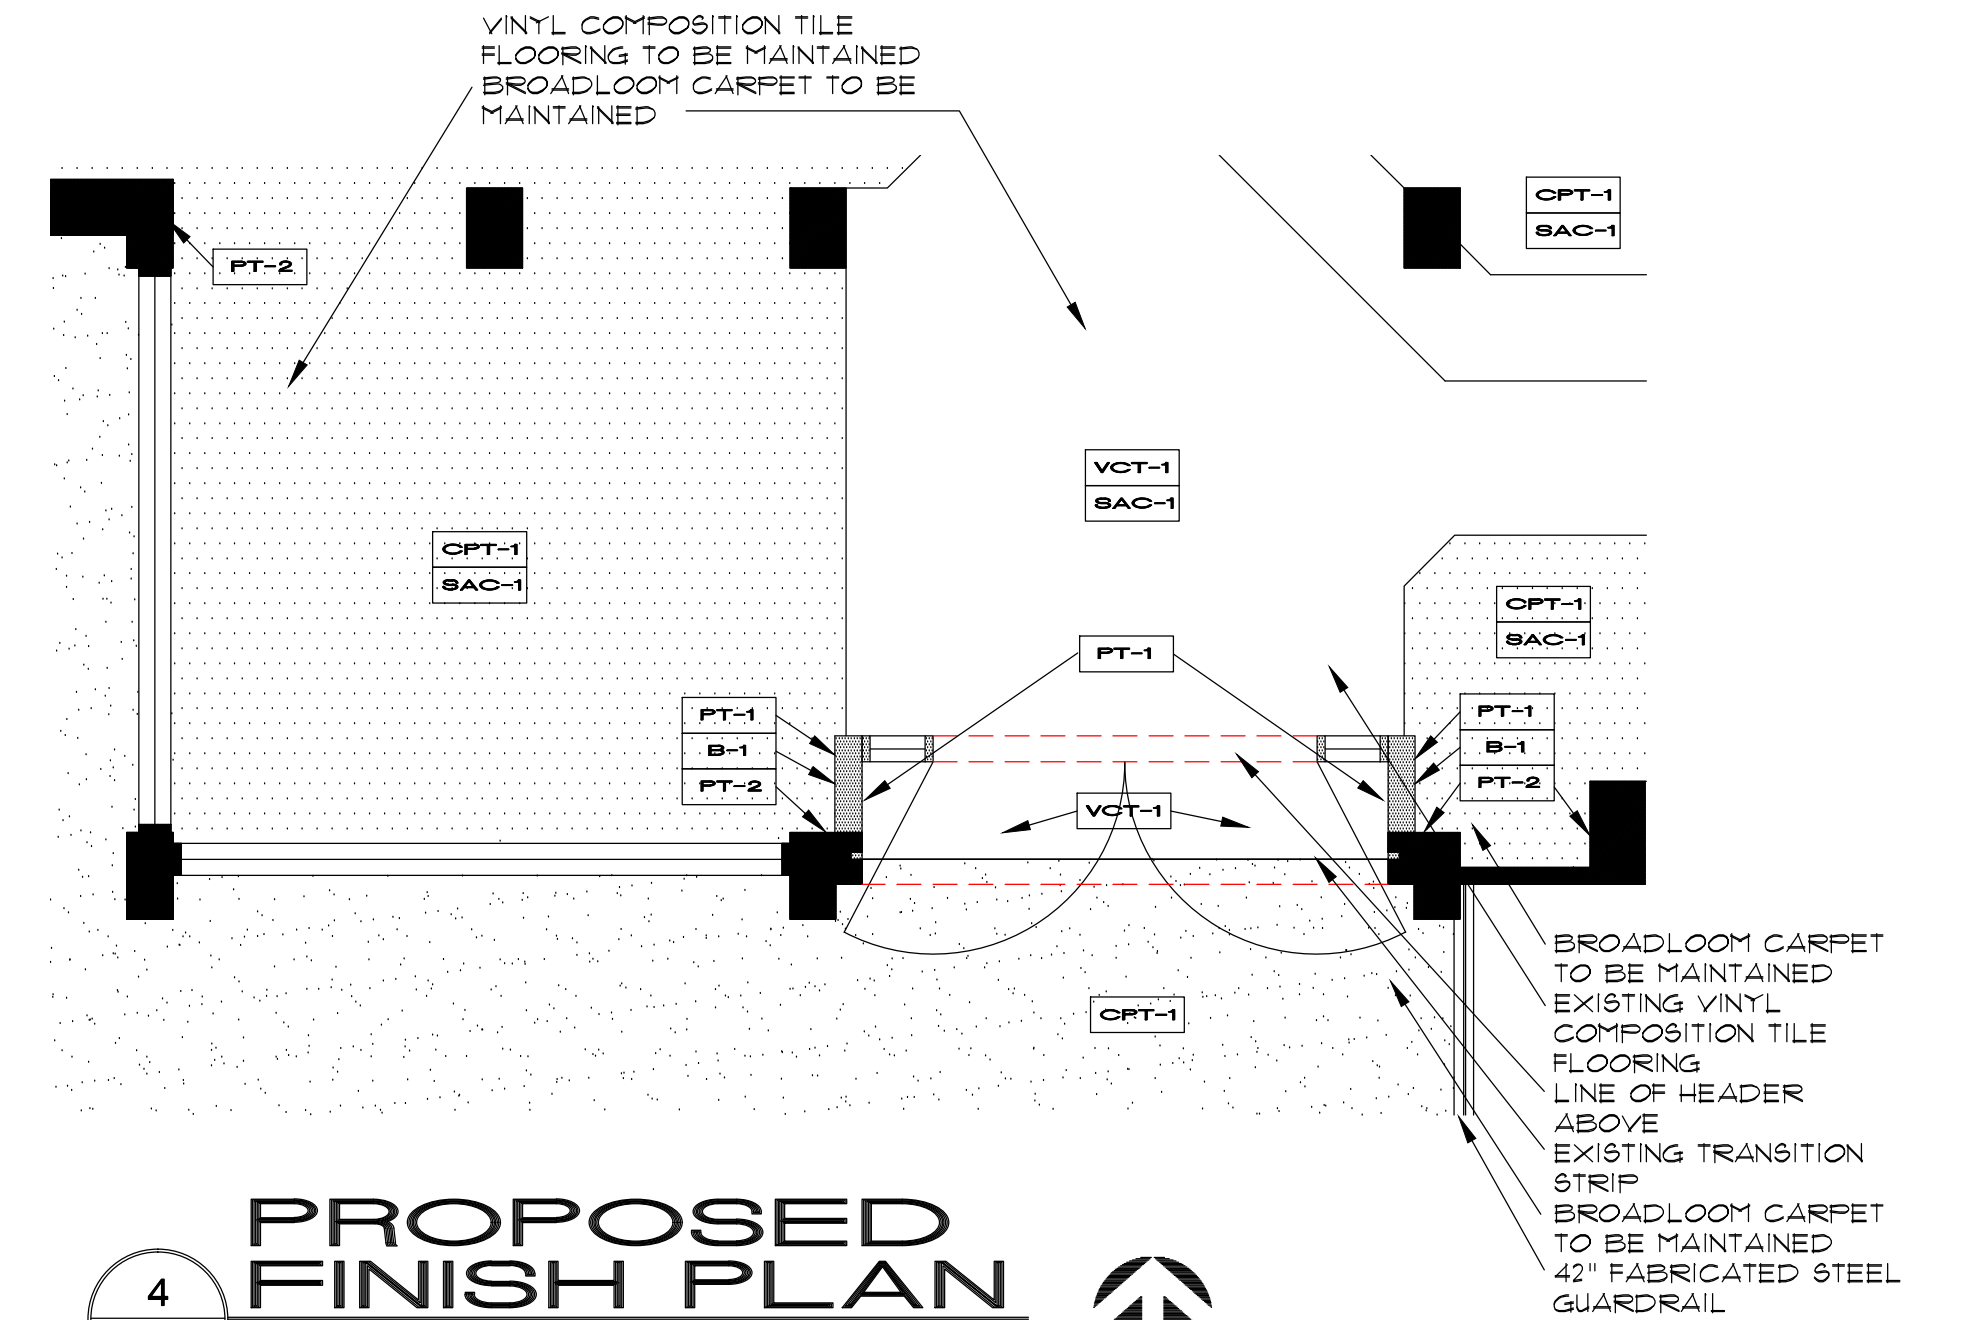 VINYL COMPOSITION TILE
FLOORING TO BE MAINTAINED
BROADLOOM CARPET TO BE
MAINTAINED
CPT-1
SAC-1
PT-2
VCT-1
SAC-1
CPT-1
SAC-1
CPT-1
SAC-1
PT-1
PT-1
B-1
PT-2
PT-1
B-1
PT-2
VCT-1
CPT-1
BROADLOOM CARPET
TO BE MAINTAINED
EXISTING VINYL
COMPOSITION TILE
FLOORING
LINE OF HEADER
ABOVE
EXISTING TRANSITION
STRIP
BROADLOOM CARPET
TO BE MAINTAINED
42" FABRICATED STEEL
GUARDRAIL
PROPOSED
FINISH PLAN
4